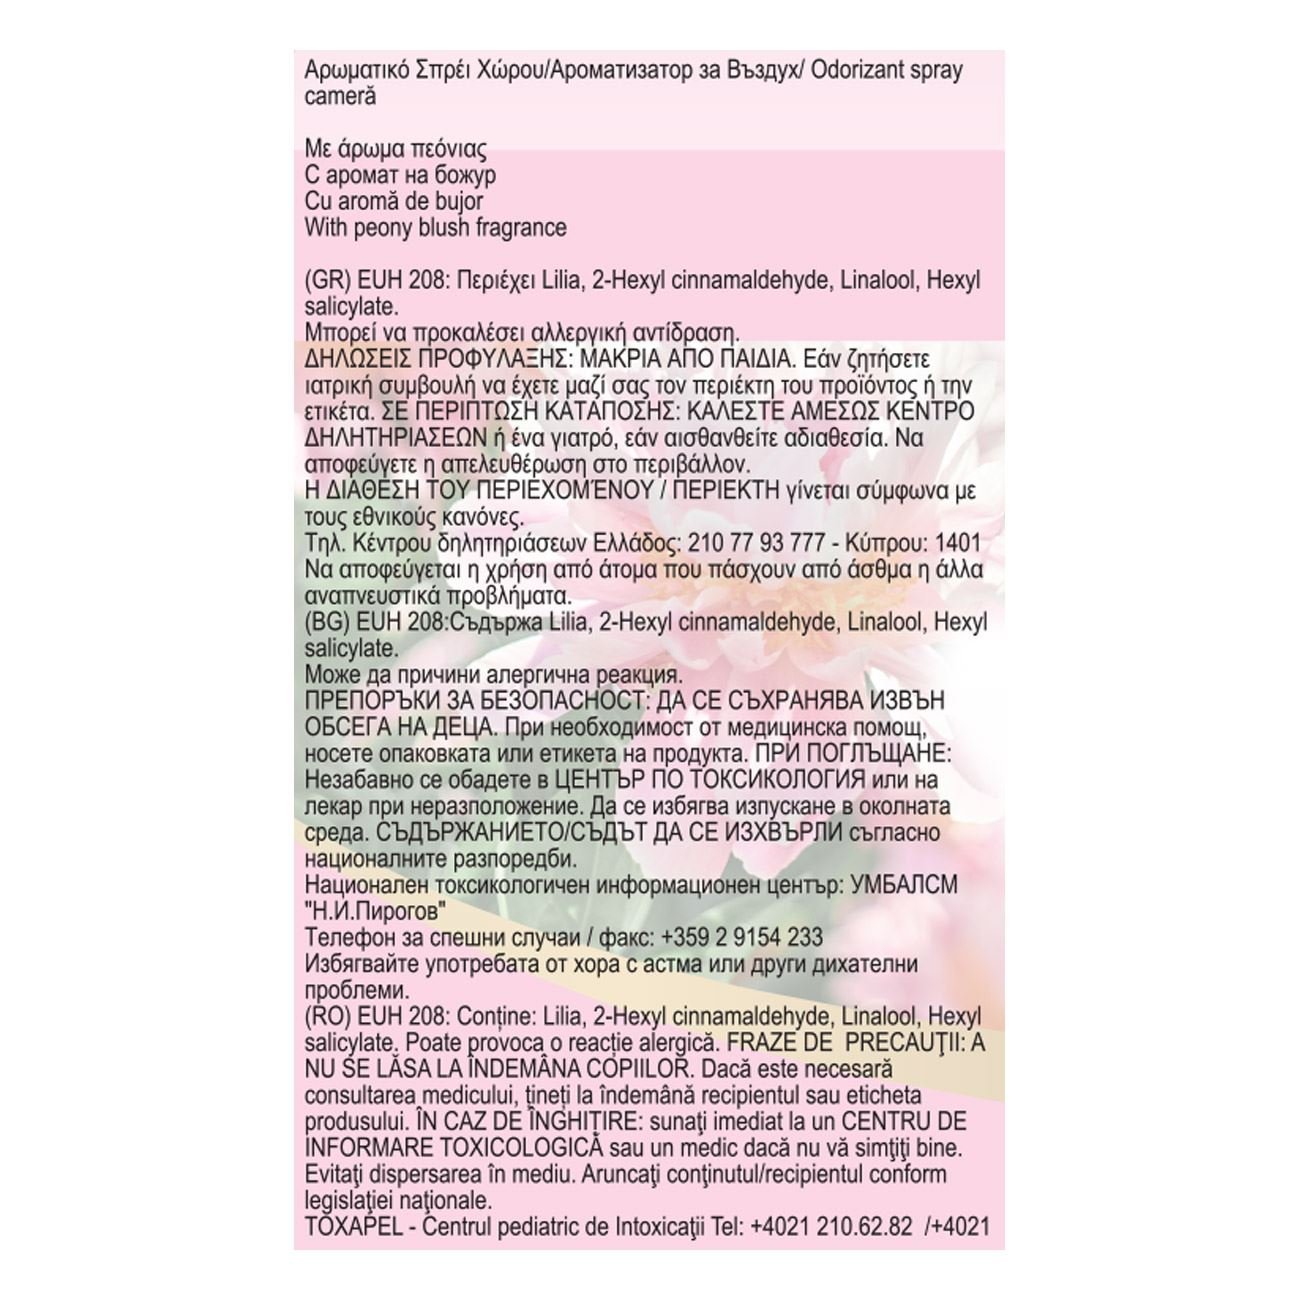 Αρωματικό Σπρέι Χώρου/Ароматизатор за Въздух/ Odorizant spray
cameră
Με άρωμα πεόνιας
С аромат на божур
Cu aromă de bujor
With peony blush fragrance
(GR) EUH 208: Περιέχει Lilia, 2-Hexyl cinnamaldehyde, Linalool, Hexyl
salicylate.
Μπορεί να προκαλέσει αλλεργική αντίδραση.
ΔΗΛΩΣΕΙΣ ΠΡΟΦΥΛΑΞΗΣ: ΜΑΚΡΙΑ ΑΠΟ ΠΑΙΔΙΑ. Εάν ζητήσετε
ιατρική συμβουλή να έχετε μαζί σας τον περιέκτη του προϊόντος ή την
ετικέτα. ΣΕ ΠΕΡΙΠΤΩΣΗ ΚΑΤΑΠΟΣΗΣ: ΚΑΛΕΣΤΕ ΑΜΕΣΩΣ ΚΕΝΤΡΟ
ΔΗΛΗΤΗΡΙΑΣΕΩΝ ή ένα γιατρό, εάν αισθανθείτε αδιαθεσία. Να
αποφεύγετε η απελευθέρωση στο περιβάλλον.
Η ΔΙΑΘΕΣΗ ΤΟΥ ΠΕΡΙΕΧΟΜΈΝΟΥ / ΠΕΡΙΕΚΤΗ γίνεται σύμφωνα με
τους εθνικούς κανόνες.
Τηλ. Κέντρου δηλητηριάσεων Ελλάδος: 210 77 93 777 - Κύπρου: 1401
Να αποφεύγεται η χρήση από άτομα που πάσχουν από άσθμα η άλλα
αναπνευστικά προβλήματα.
(BG) EUH 208:Съдържа Lilia, 2-Hexyl cinnamaldehyde, Linalool, Hexyl
salicylate.
Може да причини алергична реакция.
ПРЕПОРЪКИ ЗА БЕЗОПАСНОСТ: ДА СЕ СЪХРАНЯВА ИЗВЪН
ОБСЕГА НА ДЕЦА. При необходимост от медицинска помощ,
носете опаковката или етикета на продукта. ПРИ ПОГЛЪЩАНЕ:
Незабавно се обадете в ЦЕНТЪР ПО ТОКСИКОЛОГИЯ или на
лекар при неразположение. Да се избягва изпускане в околната
среда. СЪДЪРЖАНИЕТО/СЪДЪТ ДА СЕ ИЗХВЪРЛИ съгласно
националните разпоредби.
Национален токсикологичен информационен център: УМБАЛСМ
"Н.И.Пирогов"
Телефон за спешни случаи / факс: +359 2 9154 233
Избягвайте употребата от хора с астма или други дихателни
проблеми.
(RO) EUH 208: Conține: Lilia, 2-Hexyl cinnamaldehyde, Linalool, Hexyl
salicylate. Poate provoca o reacție alergică. FRAZE DE  PRECAUŢII: A
NU SE LĂSA LA ÎNDEMÂNA COPIILOR. Dacă este necesară
consultarea medicului, țineți la îndemână recipientul sau eticheta
produsului. ÎN CAZ DE ÎNGHIȚIRE: sunaţi imediat la un CENTRU DE
INFORMARE TOXICOLOGICĂ sau un medic dacă nu vă simţiţi bine.
Evitaţi dispersarea în mediu. Aruncaţi conţinutul/recipientul conform
legislaţiei naţionale.
TOXAPEL - Centrul pediatric de Intoxicaţii Tel: +4021 210.62.82  /+4021